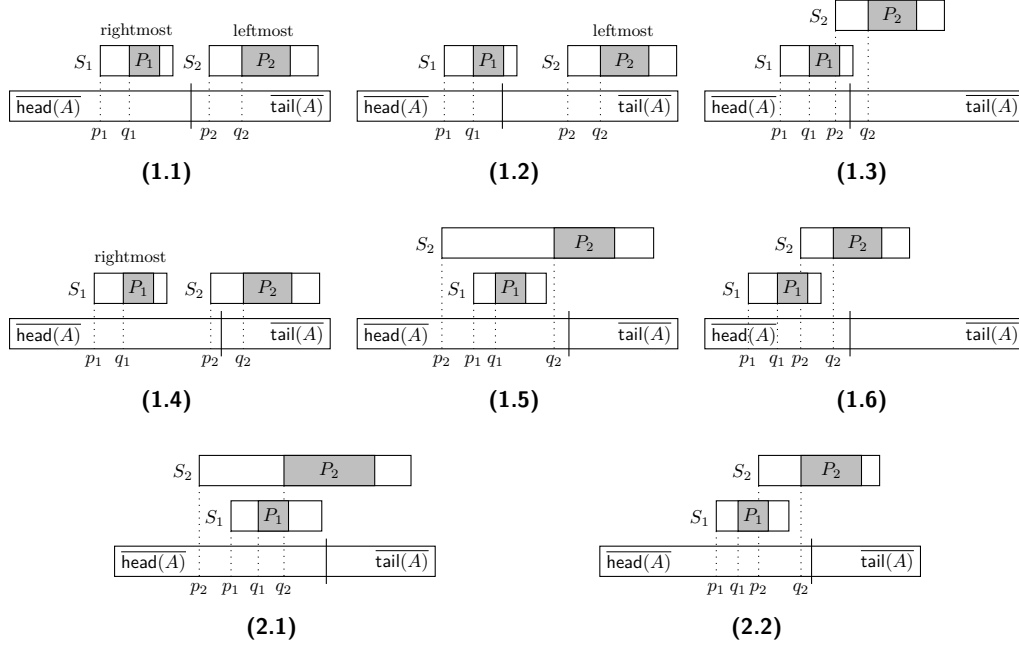 rightmost leftmost
S1 P1 S2 P2
head(A) tail(A)
p1 q1 p2 q2
(1.1)
leftmost
S1 P1 S2 P2
head(A) tail(A)
p1 q1 p2 q2
(1.2)
S2 P2
S1 P1
head(A) tail(A)
p1 q1 p2 q2
(1.3)
rightmost
S1 P1 S2 P2
head(A) tail(A)
p1 q1 p2 q2
(1.4)
S2 P2
S1 P1
head(A) tail(A)
p2 p1 q1 q2
(1.5)
S2 P2
S1 P1
head(A) tail(A)
p1 q1 p2 q2
(1.6)
S2 P2
S1 P1
head(A) tail(A)
p2 p1 q1 q2
(2.1)
S2 P2
S1 P1
head(A) tail(A)
p1 q1 p2 q2
(2.2)